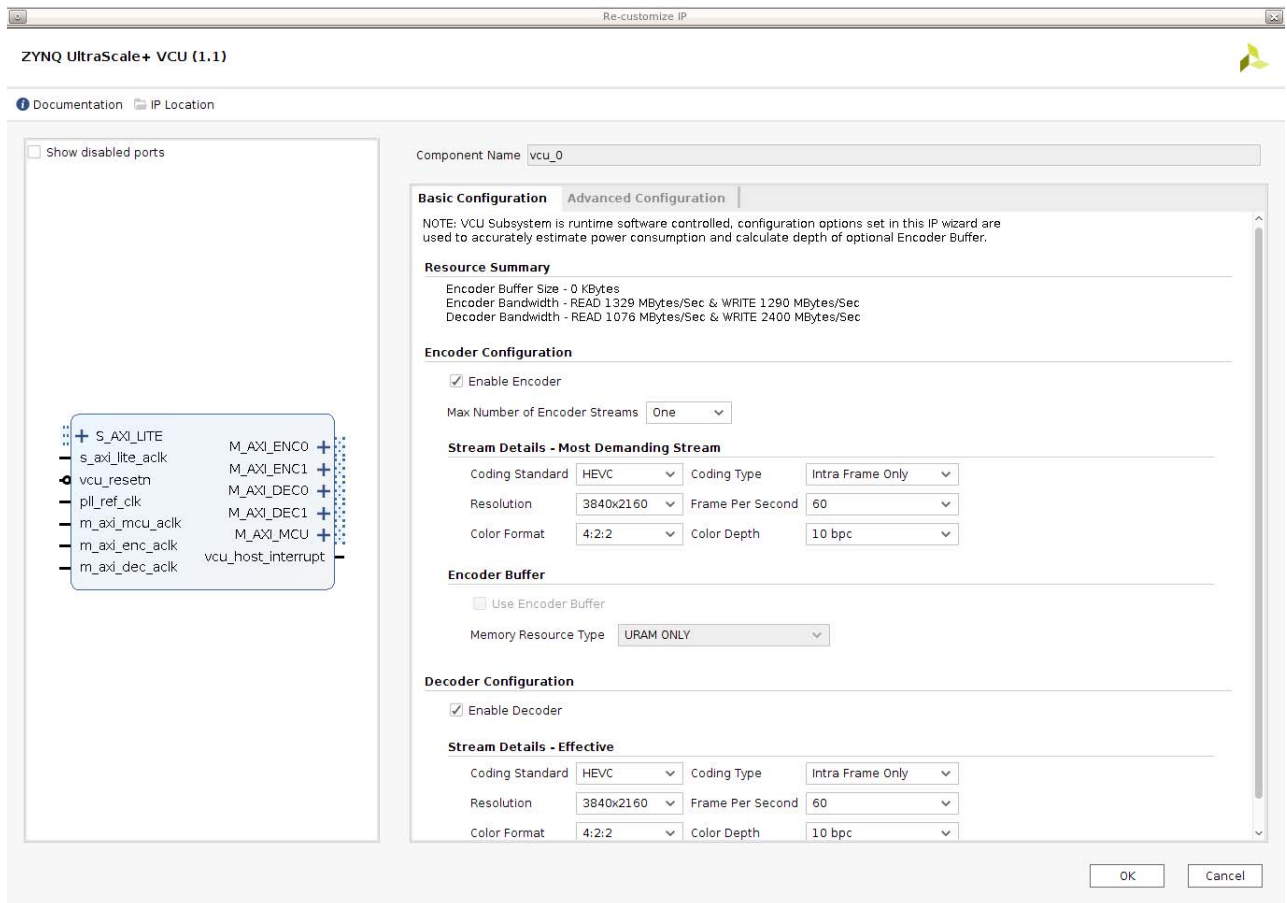 Re-customize IP
ZYNQ UltraScale+ VCU (1.1)
Documentation IP Location
Show disabled ports
S_AXI_LITE
s_axi_lite_aclk
vcu_resetn
pll_ref_clk
m_axi_mcu_aclk
m_axi_enc_aclk
m_axi_dec_aclk
M_AXI_ENC0
M_AXI_ENC1
M_AXI_DEC0
M_AXI_DEC1
M_AXI_MCU
vcu_host_interrupt
Component Name vcu_0
Basic Configuration Advanced Configuration
NOTE: VCU Subsystem is runtime software controlled, configuration options set in this IP wizard are
used to accurately estimate power consumption and calculate depth of optional Encoder Buffer.
Resource Summary
Encoder Buffer Size - 0 KBytes
Encoder Bandwidth - READ 1329 MBytes/Sec & WRITE 1290 MBytes/Sec
Decoder Bandwidth - READ 1076 MBytes/Sec & WRITE 2400 MBytes/Sec
Encoder Configuration
Enable Encoder
Max Number of Encoder Streams One
Stream Details - Most Demanding Stream
Coding Standard HEVC Coding Type Intra Frame Only
Resolution 3840x2160 Frame Per Second 60
Color Format 4:2:2 Color Depth 10 bpc
Encoder Buffer
Use Encoder Buffer
Memory Resource Type URAM ONLY
Decoder Configuration
Enable Decoder
Stream Details - Effective
Coding Standard HEVC Coding Type Intra Frame Only
Resolution 3840x2160 Frame Per Second 60
Color Format 4:2:2 Color Depth 10 bpc
OK Cancel